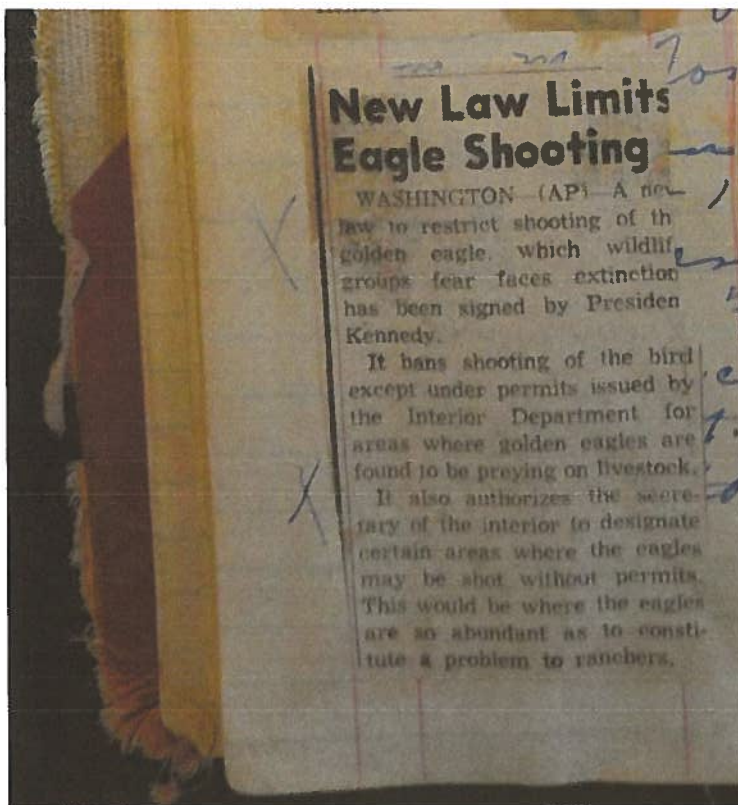 New Law Limits
Eagle Shooting
WASHINGTON (AP) A new
law to restrict shooting of th
golden eagle, which wildlif
groups fear faces extinction
has been signed by Presiden
Kennedy.
It bans shooting of the bird
except under permits issued by
the Interior Department for
areas where golden eagles are
found to be preying on livestock.
It also authorizes the secre-
tary of the interior to designate
certain areas where the eagles
may be shot without permits.
This would be where the eagles
are so abundant as to consti-
tute a problem to ranchers.